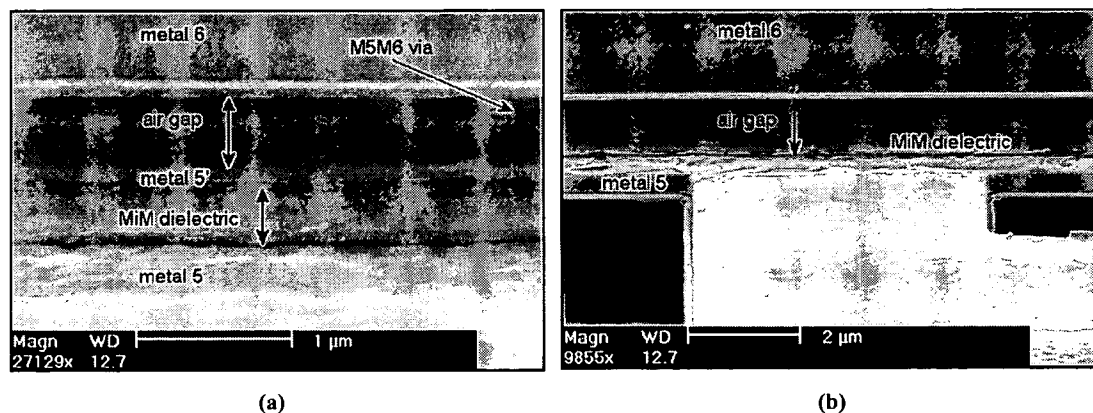 metal 6
M5M6 via
air gap
metal 5'
MiM dielectric
metal 5
Magn WD
27129x 12.7
1 µm
(a)
metal 6
air gap
MiM dielectric
metal 5
Magn WD
9855x 12.7
2 µm
(b)